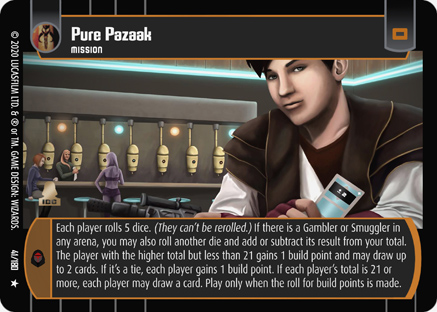 Pure Pazaak
MISSION
Each player rolls 5 dice. (They can't be rerolled.) If there is a Gambler or Smuggler in
any arena, you may also roll another die and add or subtract its result from your total.
The player with the higher total but less than 21 gains 1 build point and may draw up
to 2 cards. If it's a tie, each player gains 1 build point. If each player's total is 21 or
more, each player may draw a card. Play only when the roll for build points is made.
© 2020 LUCASFILM LTD. & ® OR TM. GAME DESIGN: WIZARDS.